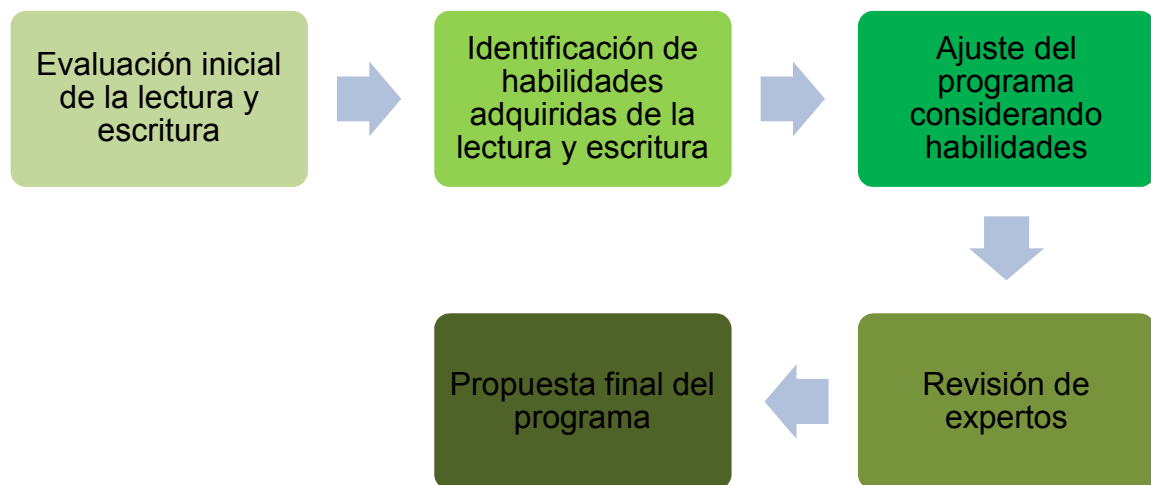 Evaluación inicial
de la lectura y
escritura
Identificación de
habilidades
adquiridas de la
lectura y escritura
Ajuste del
programa
considerando
habilidades
Revisión de
expertos
Propuesta final del
programa